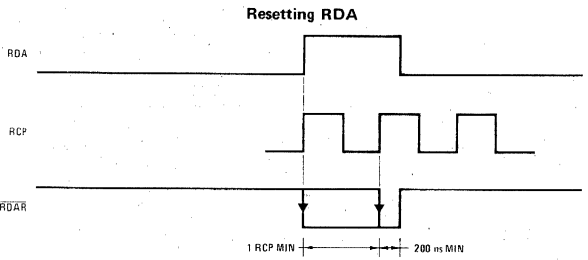 Resetting RDA
RDA
RCP
RDAR
1 RCP MIN
200 ns MIN